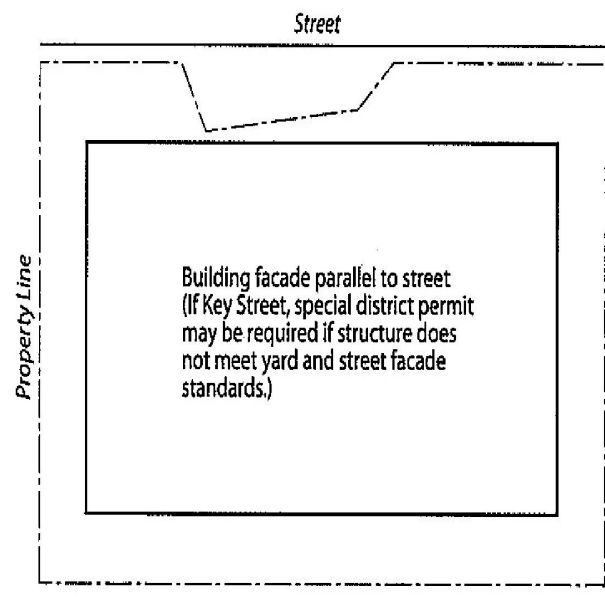 Street
Property Line
Building facade parallel to street
(If Key Street, special district permit
may be required if structure does
not meet yard and street facade
standards.)